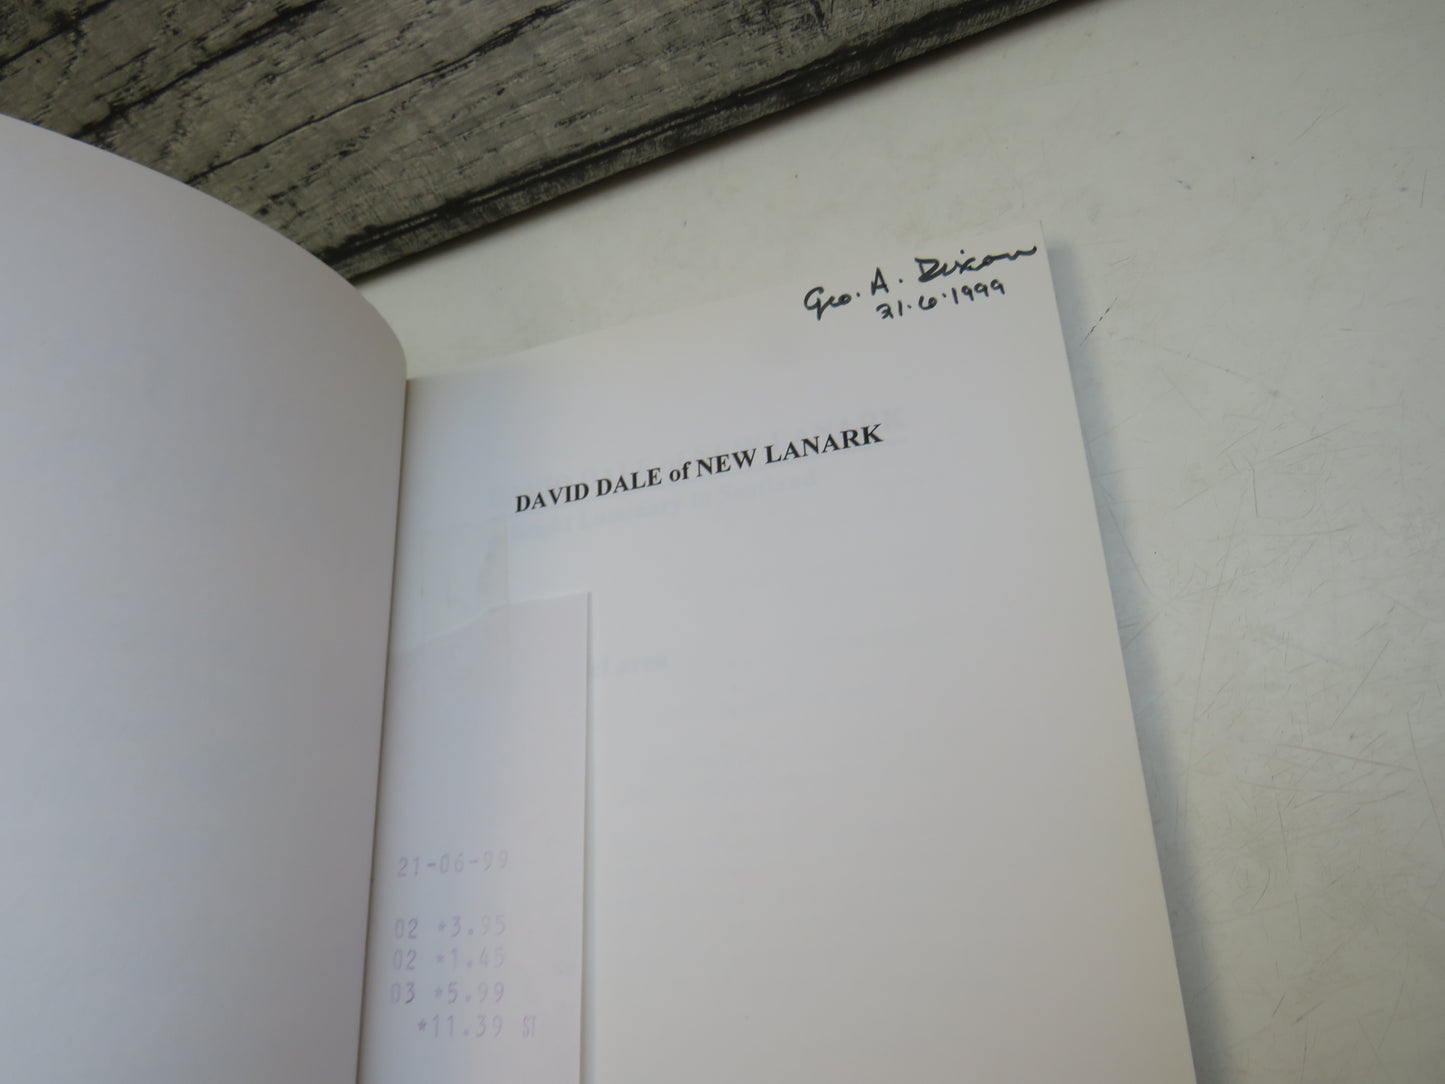 Geo. A. Dixon
21.6.1999
DAVID DALE of NEW LANARK
21-06-99
02 *3.95
02 *1.45
03 *5.99
*11.39 ST